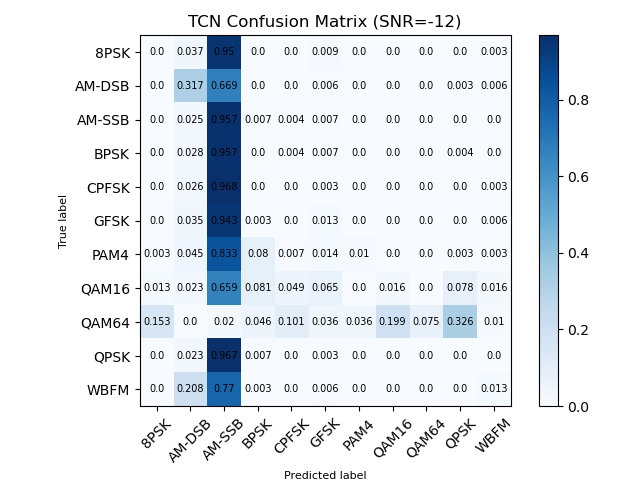 TCN Confusion Matrix (SNR=-12)
8PSK 0.0 0.037 0.95 0.0 0.0 0.009 0.0 0.0 0.0 0.0 0.003
AM-DSB 0.0 0.317 0.669 0.0 0.0 0.006 0.0 0.0 0.0 0.003 0.006
AM-SSB 0.0 0.025 0.957 0.007 0.004 0.007 0.0 0.0 0.0 0.0 0.0
BPSK 0.0 0.028 0.957 0.0 0.004 0.007 0.0 0.0 0.0 0.004 0.0
CPFSK 0.0 0.026 0.968 0.0 0.0 0.003 0.0 0.0 0.0 0.0 0.003
GFSK 0.0 0.035 0.943 0.003 0.0 0.013 0.0 0.0 0.0 0.0 0.006
PAM4 0.003 0.045 0.833 0.08 0.007 0.014 0.01 0.0 0.0 0.003 0.003
QAM16 0.013 0.023 0.659 0.081 0.049 0.065 0.0 0.016 0.0 0.078 0.016
QAM64 0.153 0.0 0.02 0.046 0.101 0.036 0.036 0.199 0.075 0.326 0.01
QPSK 0.0 0.023 0.967 0.007 0.0 0.003 0.0 0.0 0.0 0.0 0.0
WBFM 0.0 0.208 0.77 0.003 0.0 0.006 0.0 0.0 0.0 0.0 0.013
True label
8PSK AM-DSB AM-SSB BPSK CPFSK GFSK PAM4 QAM16 QAM64 QPSK WBFM
Predicted label
0.8
0.6
0.4
0.2
0.0